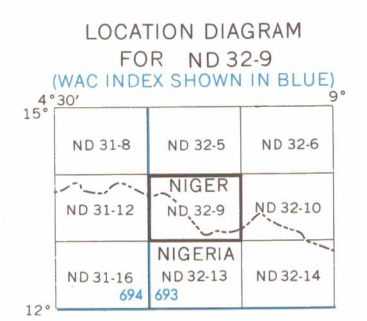 LOCATION DIAGRAM
FOR ND 32-9
(WAC INDEX SHOWN IN BLUE)
4°30' 9°
15°
ND 31-8 ND 32-5 ND 32-6
NIGER
ND 31-12 ND 32-9 ND 32-10
NIGERIA
ND 31-16 ND 32-13 ND 32-14
694 693
12°